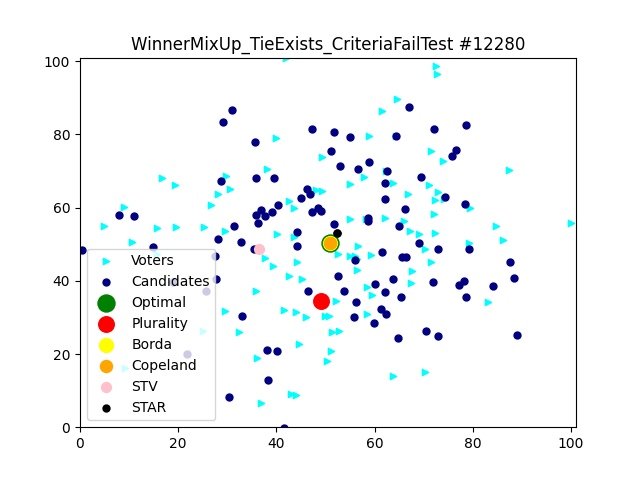 WinnerMixUp_TieExists_CriteriaFailTest #12280
100
80
60
40
20
0
Voters
Candidates
Optimal
Plurality
Borda
Copeland
STV
STAR
0 20 40 60 80 100